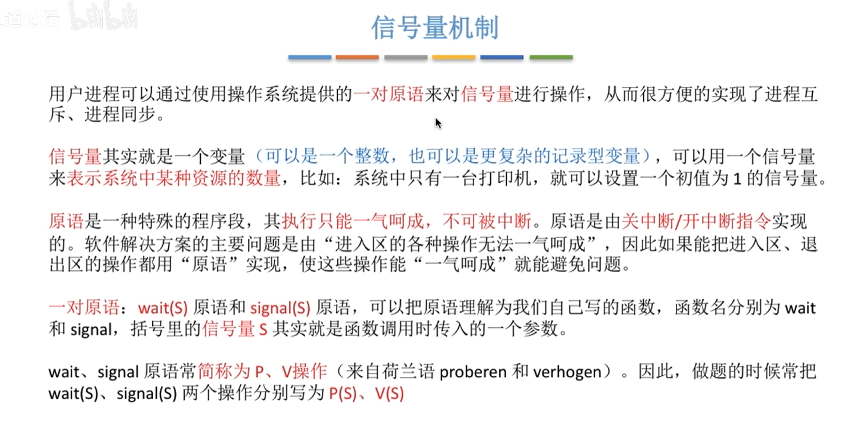 bilibili
信号量机制
用户进程可以通过使用操作系统提供的一对原语来对信号量进行操作，从而很方便的实现了进程互
斥、进程同步。
信号量其实就是一个变量（可以是一个整数，也可以是更复杂的记录型变量），可以用一个信号量
来表示系统中某种资源的数量，比如：系统中只有一台打印机，就可以设置一个初值为 1 的信号量。
原语是一种特殊的程序段，其执行只能一气呵成，不可被中断。原语是由关中断/开中断指令实现
的。软件解决方案的主要问题是由“进入区的各种操作无法一气呵成”，因此如果能把进入区、退
出区的操作都用“原语”实现，使这些操作能“一气呵成”就能避免问题。
一对原语：wait(S) 原语和 signal(S) 原语，可以把原语理解为我们自己写的函数，函数名分别为 wait
和 signal，括号里的信号量 S 其实就是函数调用时传入的一个参数。
wait、signal 原语常简称为 P、V操作（来自荷兰语 proberen 和 verhogen）。因此，做题的时候常把
wait(S)、signal(S) 两个操作分别写为 P(S)、V(S)